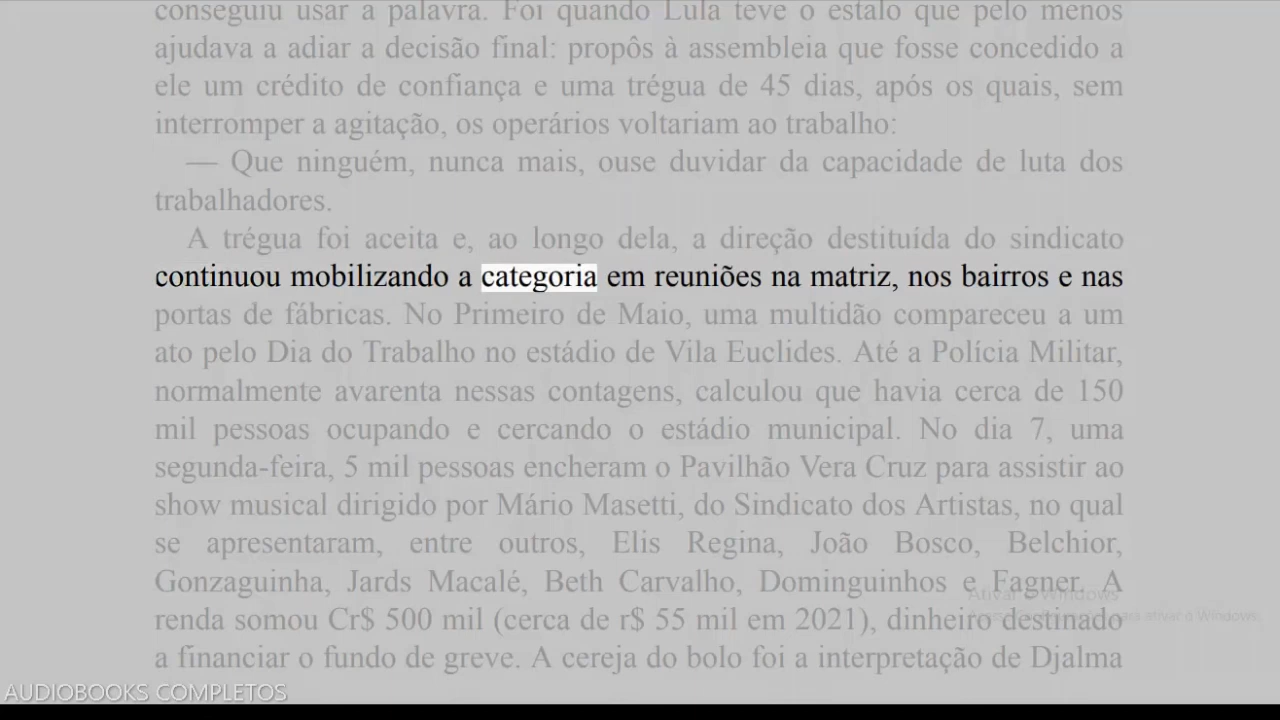 conseguiu usar a palavra. Foi quando Lula teve o estalo que pelo menos
ajudava a adiar a decisão final: propôs à assembleia que fosse concedido a
ele um crédito de confiança e uma trégua de 45 dias, após os quais, sem
interromper a agitação, os operários voltariam ao trabalho:
— Que ninguém, nunca mais, ouse duvidar da capacidade de luta dos
trabalhadores.
A trégua foi aceita e, ao longo dela, a direção destituída do sindicato
continuou mobilizando a categoria em reuniões na matriz, nos bairros e nas
portas de fábricas. No Primeiro de Maio, uma multidão compareceu a um
ato pelo Dia do Trabalho no estádio de Vila Euclides. Até a Polícia Militar,
normalmente avarenta nessas contagens, calculou que havia cerca de 150
mil pessoas ocupando e cercando o estádio municipal. No dia 7, uma
segunda-feira, 5 mil pessoas encheram o Pavilhão Vera Cruz para assistir ao
show musical dirigido por Mário Masetti, do Sindicato dos Artistas, no qual
se apresentaram, entre outros, Elis Regina, João Bosco, Belchior,
Gonzaguinha, Jards Macalé, Beth Carvalho, Dominguinhos e Fagner. A
Ativar o Windows
renda somou Cr$ 500 mil (cerca de r$ 55 mil em 2021), dinheiro destinado
para ativar o Windows.
a financiar o fundo de greve. A cereja do bolo foi a interpretação de Djalma
AUDIOBOOKS COMPLETOS